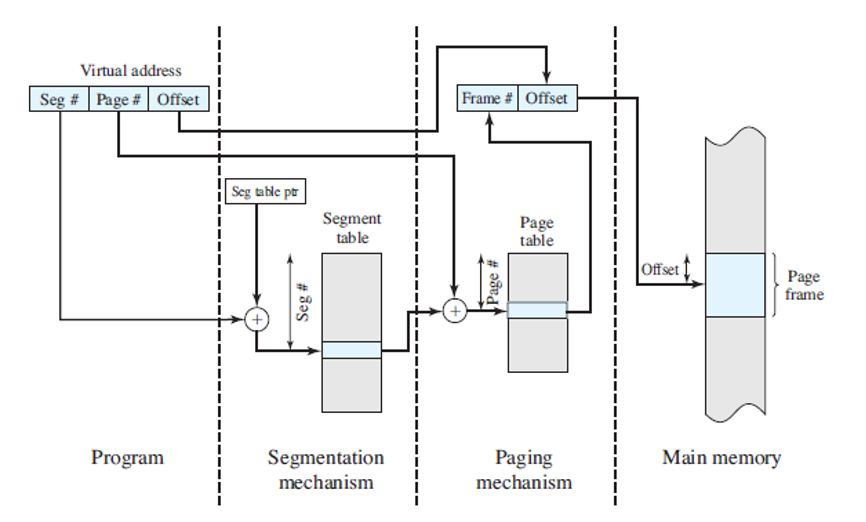 Virtual address
Seg # Page # Offset
Frame # Offset
Seg table ptr
Segment
table
Seg #
Page
table
Page #
Offset
Page
frame
Program
Segmentation
mechanism
Paging
mechanism
Main memory